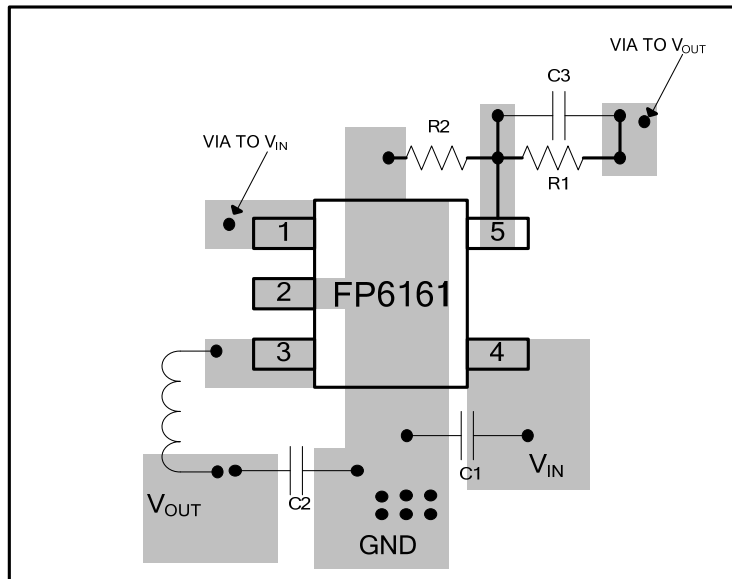 VIA TO VOUT
C3
R2
VIA TO VIN
R1
1
5
2
FP6161
3
4
C1
VIN
VOUT
C2
GND